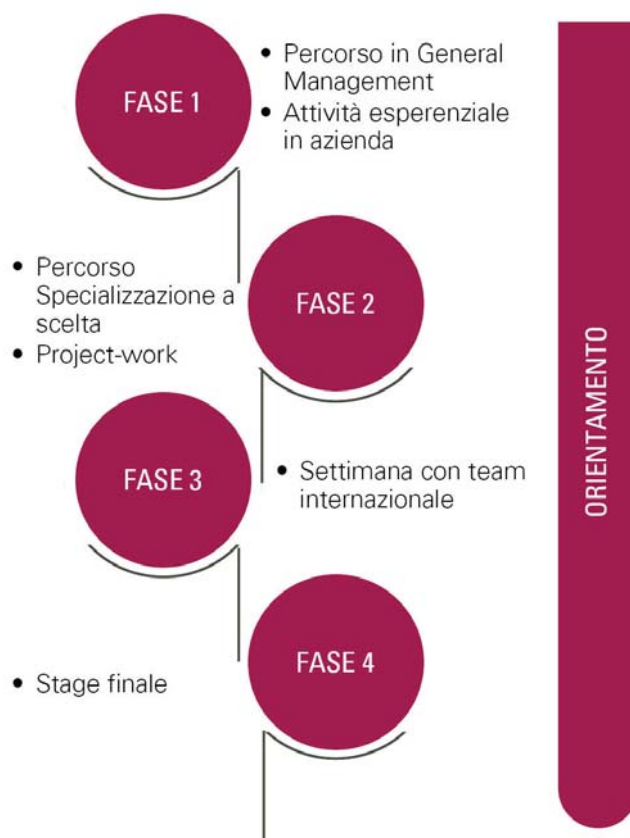 FASE 1
• Percorso in General
Management
• Attività esperenziale
in azienda
FASE 2
• Percorso
Specializzazione a
scelta
• Project-work
FASE 3
• Settimana con team
internazionale
FASE 4
• Stage finale
ORIENTAMENTO